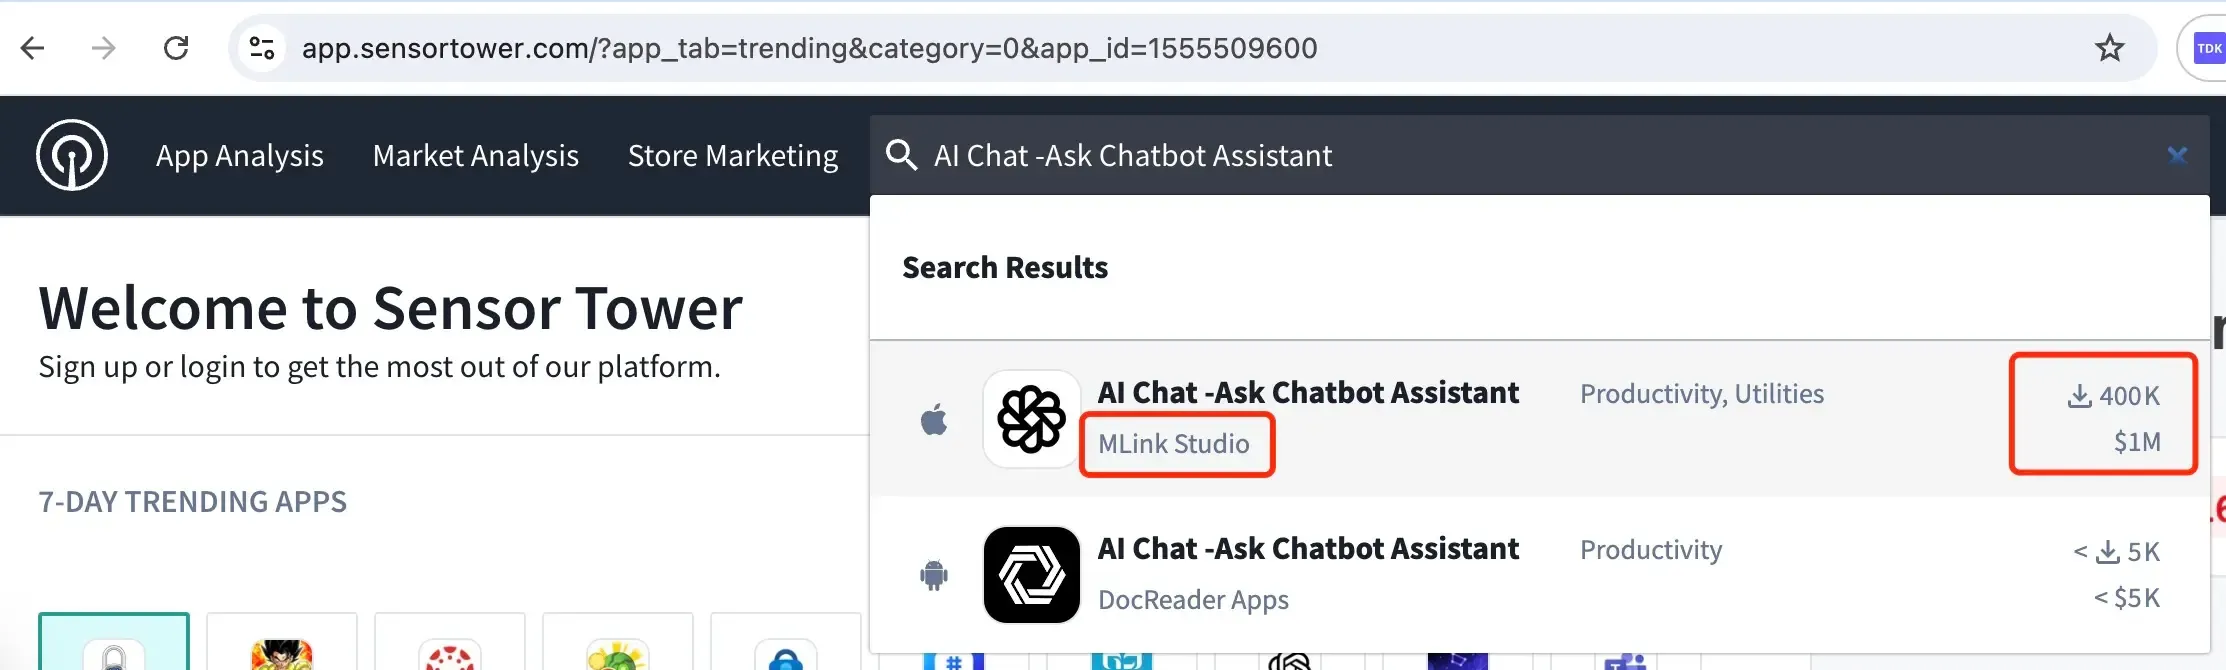 app.sensortower.com/?app_tab=trending&category=0&app_id=1555509600
TDK
App Analysis
Market Analysis
Store Marketing
AI Chat -Ask Chatbot Assistant
Welcome to Sensor Tower
Sign up or login to get the most out of our platform.
7-DAY TRENDING APPS
Search Results
AI Chat -Ask Chatbot Assistant
Productivity, Utilities
400K
MLink Studio
$1M
AI Chat -Ask Chatbot Assistant
Productivity
< 5K
DocReader Apps
< $5K